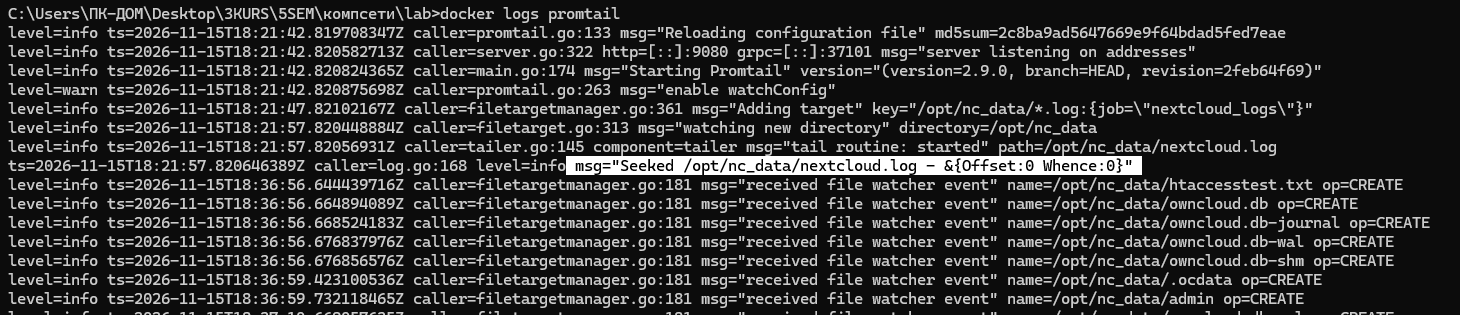 C:\Users\ПК-ДОМ\Desktop\3KURS\5SEM\компсети\lab>docker logs promtail
level=info ts=2026-11-15T18:21:42.819708347Z caller=promtail.go:133 msg="Reloading configuration file" md5sum=2c8ba9ad5647669e9f64bdad5fed7eae
level=info ts=2026-11-15T18:21:42.820582713Z caller=server.go:322 http=[::]:9080 grpc=[::]:37101 msg="server listening on addresses"
level=info ts=2026-11-15T18:21:42.820824365Z caller=main.go:174 msg="Starting Promtail" version="(version=2.9.0, branch=HEAD, revision=2feb64f69)"
level=warn ts=2026-11-15T18:21:42.820875698Z caller=promtail.go:263 msg="enable watchConfig"
level=info ts=2026-11-15T18:21:47.82102167Z caller=filetargetmanager.go:361 msg="Adding target" key="/opt/nc_data/*.log:{job=\"nextcloud_logs\"}"
level=info ts=2026-11-15T18:21:57.820448884Z caller=filetarget.go:313 msg="watching new directory" directory=/opt/nc_data
level=info ts=2026-11-15T18:21:57.82056931Z caller=tailer.go:145 component=tailer msg="tail routine: started" path=/opt/nc_data/nextcloud.log
ts=2026-11-15T18:21:57.820646389Z caller=log.go:168 level=info msg="Seeked /opt/nc_data/nextcloud.log - &{Offset:0 Whence:0}"
level=info ts=2026-11-15T18:36:56.644439716Z caller=filetargetmanager.go:181 msg="received file watcher event" name=/opt/nc_data/htaccesstest.txt op=CREATE
level=info ts=2026-11-15T18:36:56.664894089Z caller=filetargetmanager.go:181 msg="received file watcher event" name=/opt/nc_data/owncloud.db op=CREATE
level=info ts=2026-11-15T18:36:56.668524183Z caller=filetargetmanager.go:181 msg="received file watcher event" name=/opt/nc_data/owncloud.db-journal op=CREATE
level=info ts=2026-11-15T18:36:56.676837976Z caller=filetargetmanager.go:181 msg="received file watcher event" name=/opt/nc_data/owncloud.db-wal op=CREATE
level=info ts=2026-11-15T18:36:56.676856576Z caller=filetargetmanager.go:181 msg="received file watcher event" name=/opt/nc_data/owncloud.db-shm op=CREATE
level=info ts=2026-11-15T18:36:59.423100536Z caller=filetargetmanager.go:181 msg="received file watcher event" name=/opt/nc_data/.ocdata op=CREATE
level=info ts=2026-11-15T18:36:59.732118465Z caller=filetargetmanager.go:181 msg="received file watcher event" name=/opt/nc_data/admin op=CREATE